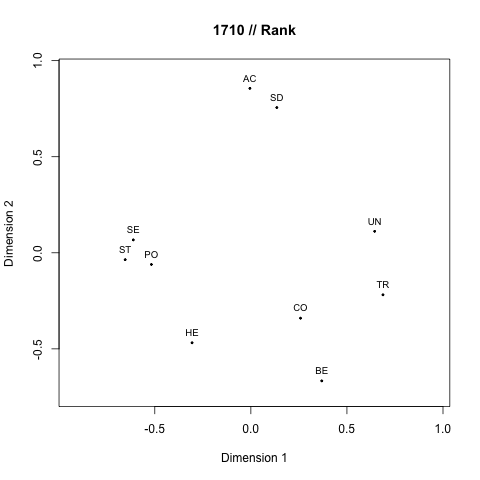 1710 // Rank
1.0
AC
SD
0.5
UN
SE
ST
PO
0.0
TR
CO
HE
-0.5
BE
Dimension 2
-0.5 0.0 0.5 1.0
Dimension 1